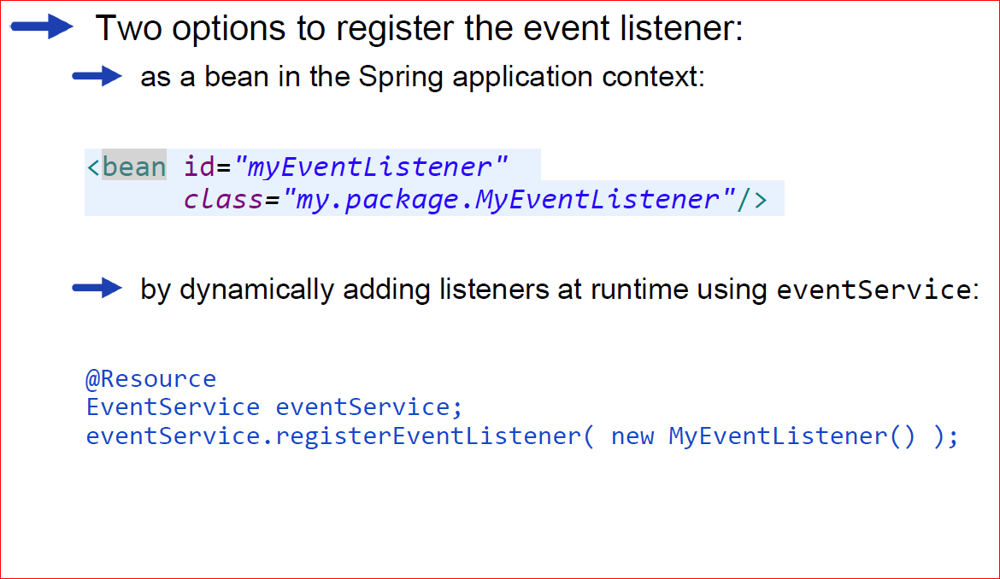 Two options to register the event listener:
as a bean in the Spring application context:
<bean id="myEventListener"
class="my.package.MyEventListener"/>
by dynamically adding listeners at runtime using eventService:
@Resource
EventService eventService;
eventService.registerEventListener( new MyEventListener() );